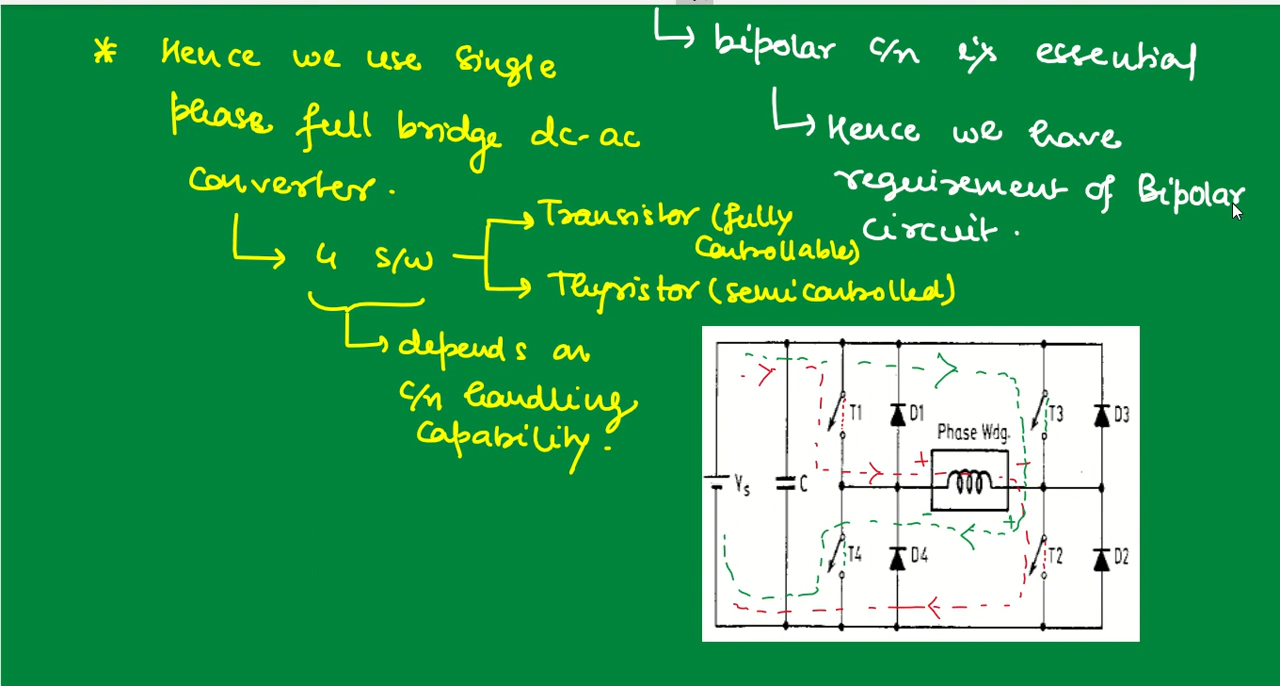 * Hence we use single
phase full bridge dc-ac
converter.
4 s/w
Transistor (fully
controllable)
Thyristor (semicontrolled)
depends on
c/n handling
capability.
bipolar c/n is essential
Hence we have
requirement of Bipolar
circuit.
T1 D1 T3 D3
Phase Wdg.
+ -
Vs C
- +
T4 D4 T2 D2